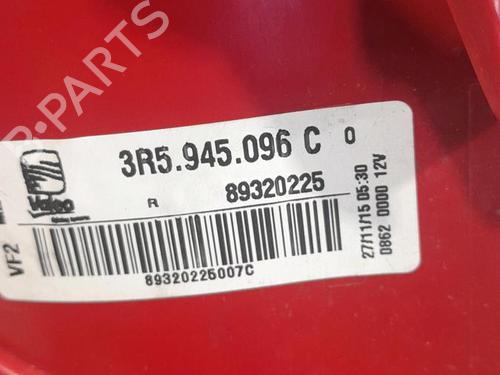 B-PARTS
3R5.945.096 C 0
R 89320225
Valeo
VF2
89320225007C
27/11/15 05:30
0862 0000 12V